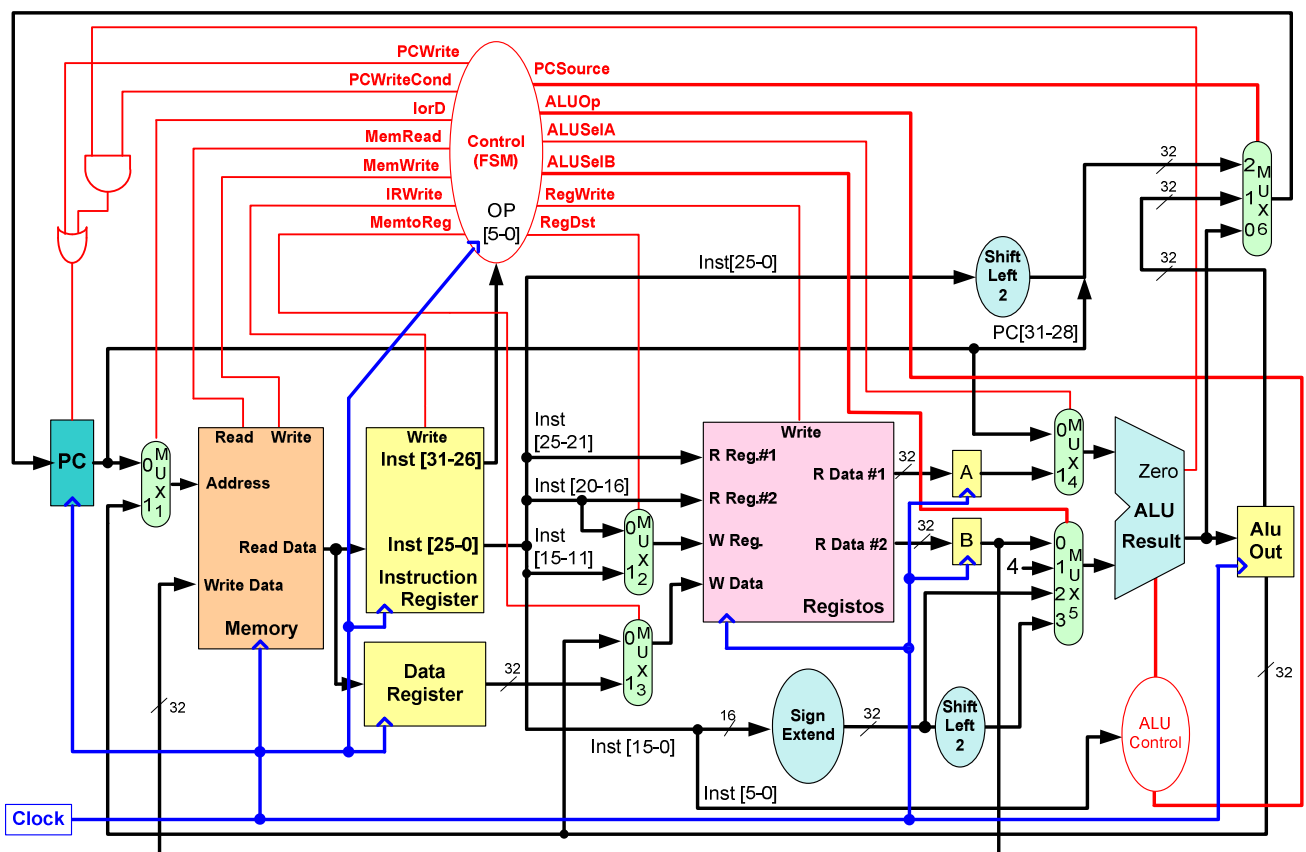 PCWrite
PCWriteCond
IorD
MemRead
MemWrite
IRWrite
MemtoReg
Control
(FSM)
OP
[5-0]
PCSource
ALUOp
ALUSelA
ALUSelB
RegWrite
RegDst
32
32
32
2
1
0
M
U
X
6
Inst[25-0]
Shift
Left
2
PC[31-28]
PC
0
1
M
U
X
1
Read
Write
Address
Read Data
Write Data
Memory
Write
Inst [31-26]
Inst [25-0]
Instruction
Register
Data
Register
Inst
[25-21]
Inst [20-16]
Inst
[15-11]
0
1
M
U
X
2
0
1
M
U
X
3
32
Write
R Reg.#1
R Reg.#2
W Reg.
W Data
R Data #1
R Data #2
Registos
32
32
A
B
0
1
M
U
X
4
4
0
1
2
3
M
U
X
5
Zero
ALU
Result
Alu
Out
32
32
Inst [15-0]
16
Sign
Extend
32
Shift
Left
2
Inst [5-0]
ALU
Control
Clock